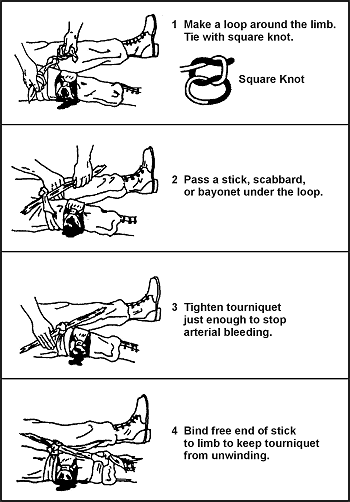 1 Make a loop around the limb.
Tie with square knot.
Square Knot
2 Pass a stick, scabbard,
or bayonet under the loop.
3 Tighten tourniquet
just enough to stop
arterial bleeding.
4 Bind free end of stick
to limb to keep tourniquet
from unwinding.